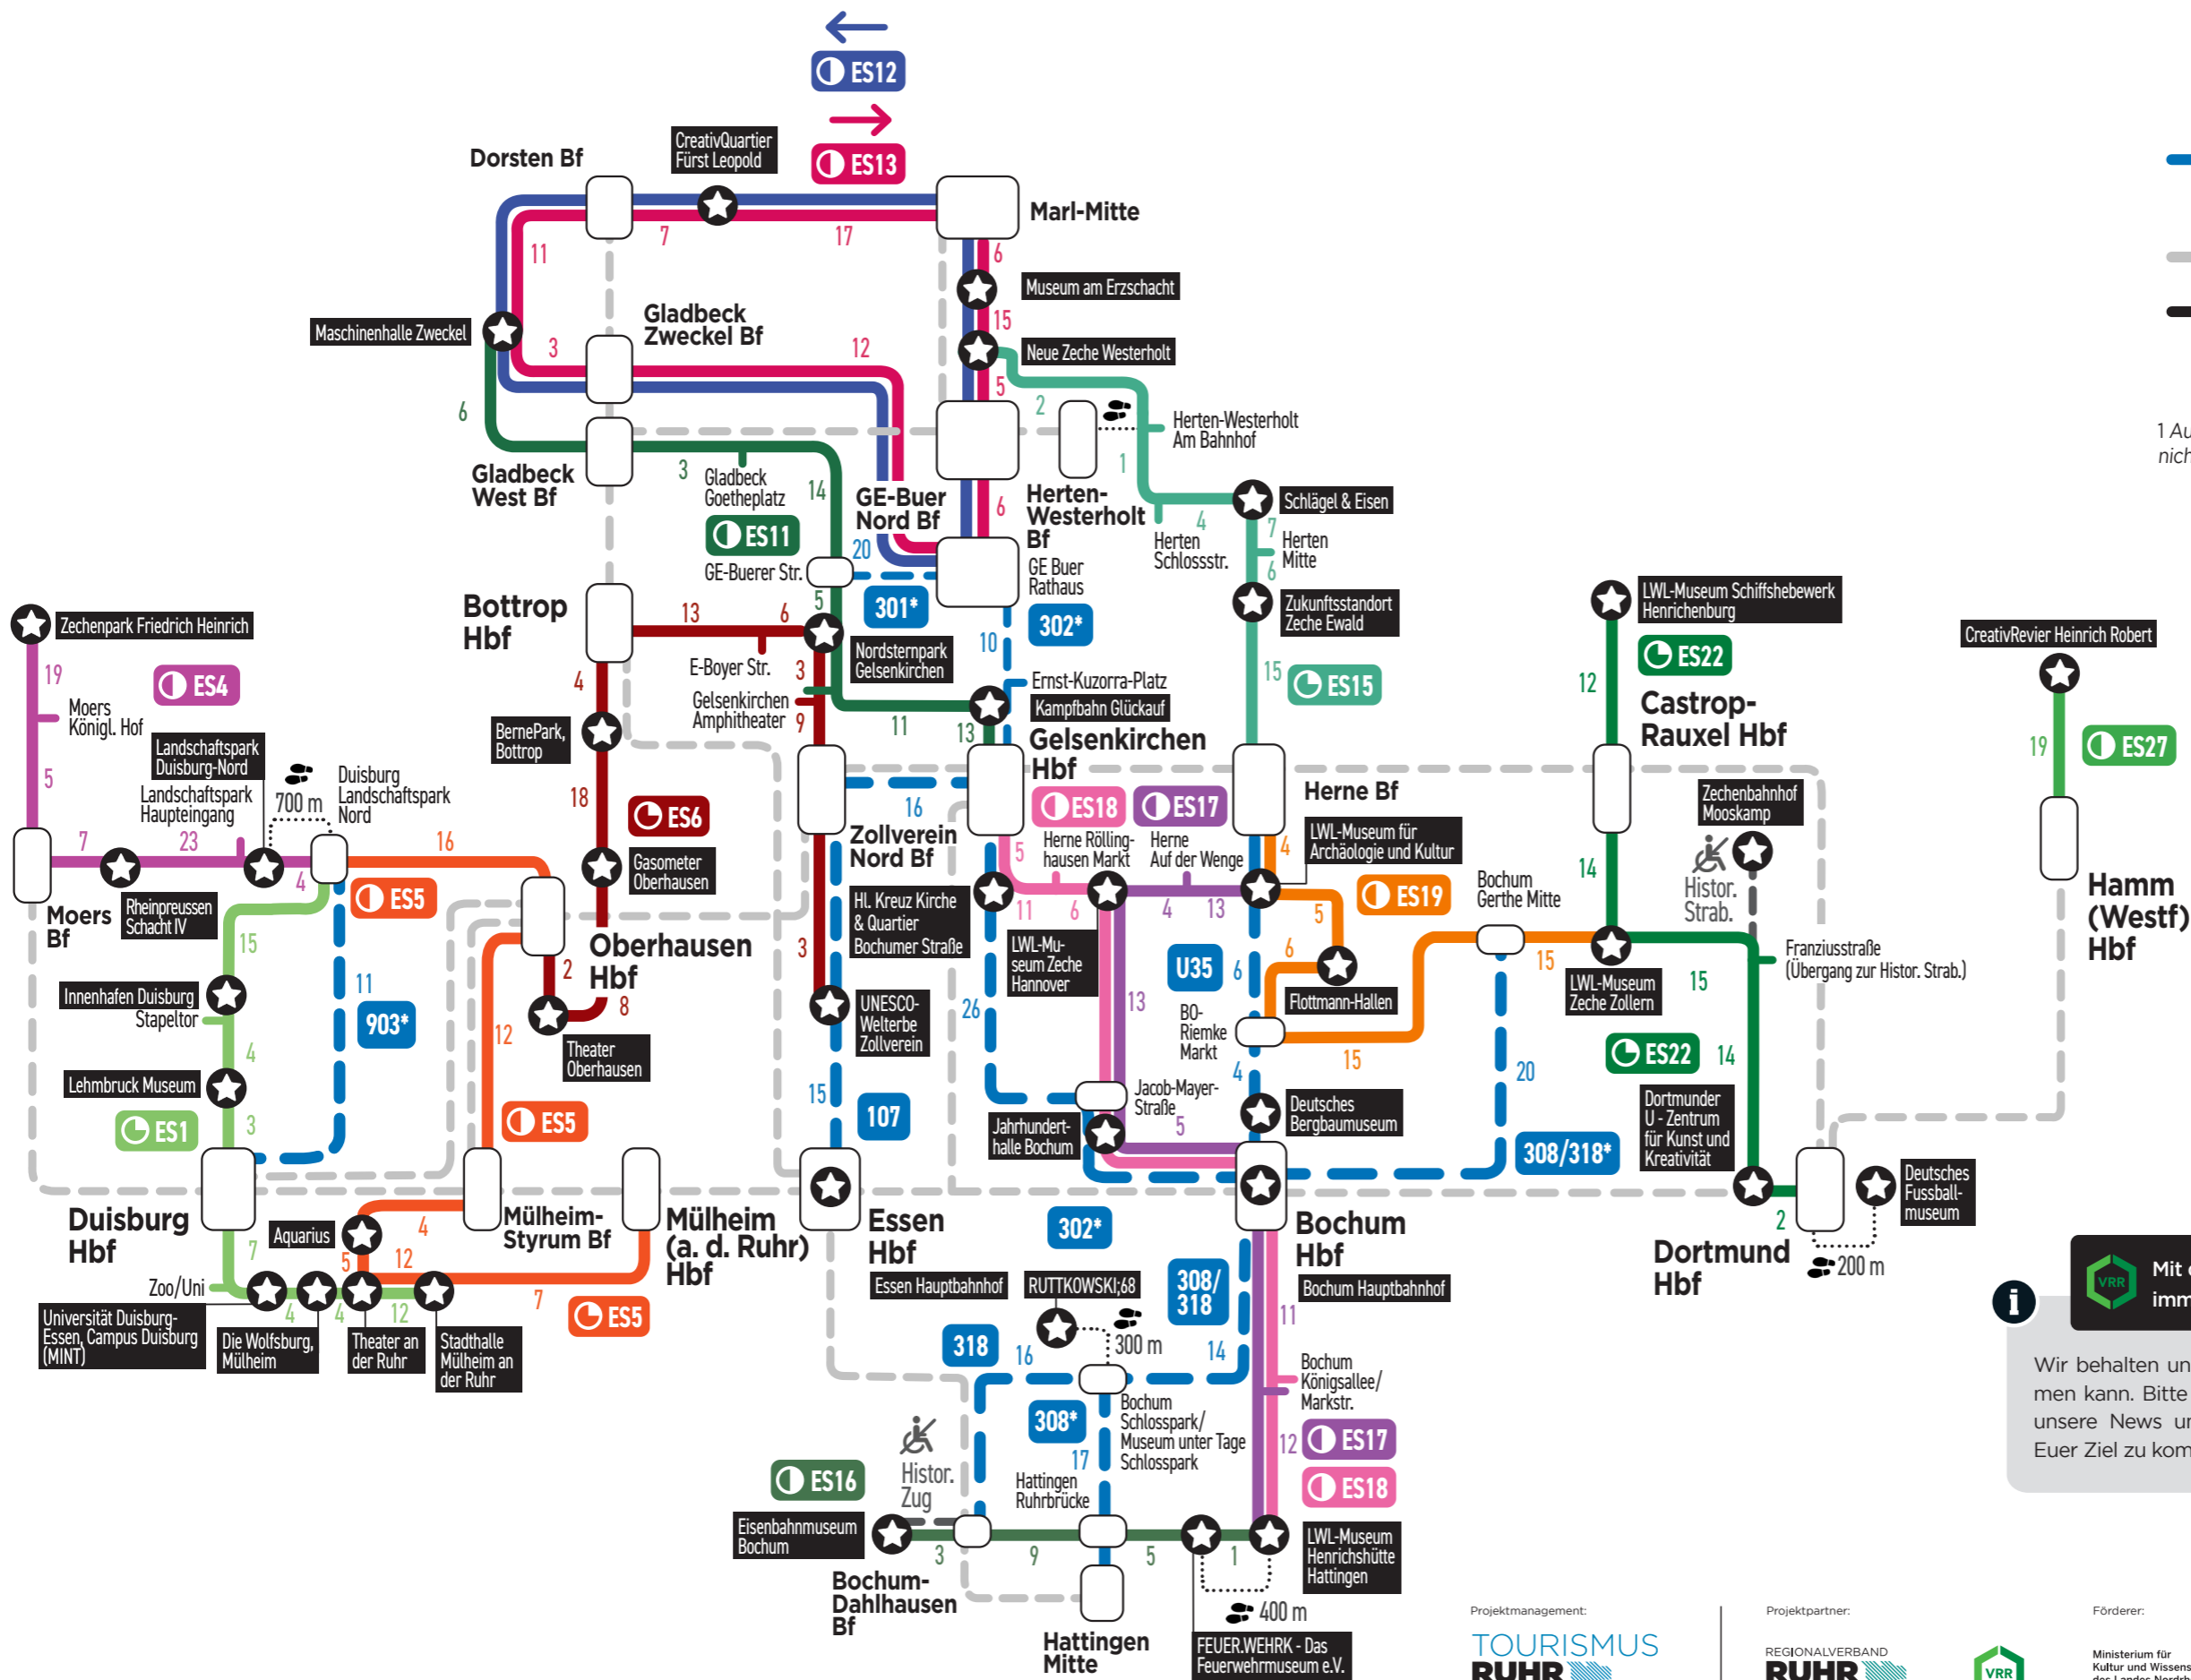 ES12
ES13
Dorsten Bf
CreativQuartier
Fürst Leopold
Marl-Mitte
7
17
11
6
Museum am Erzschacht
15
Neue Zeche Westerholt
5
Maschinenhalle Zweckel
Gladbeck
Zweckel Bf
3
12
6
2
Herten-Westerholt
Am Bahnhof
1
Gladbeck
West Bf
3
Gladbeck
Goetheplatz
14
GE-Buer
Nord Bf
6
Herten-
Westerholt
Bf
4
Herten
Schlossstr.
Schlägel & Eisen
7
Herten
Mitte
6
ES11
20
GE-Buerer Str.
301*
GE Buer
Rathaus
302*
10
Zukunftsstandort
Zeche Ewald
15
ES15
Bottrop
Hbf
13
6
5
E-Boyer Str.
3
Nordsternpark
Gelsenkirchen
Gelsenkirchen
Amphitheater
9
11
Ernst-Kuzorra-Platz
Kampfbahn Glückauf
13
Gelsenkirchen
Hbf
4
BernePark,
Bottrop
18
ES6
Gasometer
Oberhausen
16
Zollverein
Nord Bf
Zechenpark Friedrich Heinrich
19
ES4
Moers
Königl. Hof
5
Landschaftspark
Duisburg-Nord
Landschaftspark
Haupteingang
700 m
Duisburg
Landschaftspark
Nord
7
23
4
16
Moers
Bf
Rheinpreussen
Schacht IV
ES5
15
11
903*
Innenhafen Duisburg
Stapeltor
4
Lehmbruck Museum
ES1
3
Oberhausen
Hbf
2
8
12
Theater
Oberhausen
ES5
3
UNESCO-
Welterbe
Zollverein
15
107
ES18
ES17
Herne Bf
5
Herne Rölling-
hausen Markt
Herne
Auf der Wenge
4
LWL-Museum für
Archäologie und Kultur
Hl. Kreuz Kirche
& Quartier
Bochumer Straße
11
6
4
13
5
ES19
LWL-Mu-
seum Zeche
Hannover
U35
6
6
Flottmann-Hallen
26
13
BO-
Riemke
Markt
15
4
Jacob-Mayer-
Straße
Jahrhundert-
halle Bochum
5
Deutsches
Bergbaumuseum
Bochum
Gerthe Mitte
15
20
308/318*
LWL-Museum Schiffshebewerk
Henrichenburg
ES22
12
Castrop-
Rauxel Hbf
14
Zechenbahnhof
Mooskamp
Histor.
Strab.
Franziusstraße
(Übergang zur Histor. Strab.)
LWL-Museum
Zeche Zollern
15
ES22
14
Dortmunder
U - Zentrum
für Kunst und
Kreativität
Deutsches
Fussball-
museum
2
Dortmund
Hbf
200 m
CreativRevier Heinrich Robert
19
ES27
Hamm
(Westf)
Hbf
1 Au
nich
Duisburg
Hbf
7
Aquarius
4
Mülheim-
Styrum Bf
Mülheim
(a. d. Ruhr)
Hbf
5
12
Zoo/Uni
4
4
12
7
ES5
Universität Duisburg-
Essen, Campus Duisburg
(MINT)
Die Wolfsburg,
Mülheim
Theater an
der Ruhr
Stadthalle
Mülheim an
der Ruhr
Essen
Hbf
Essen Hauptbahnhof
302*
RUTTKOWSKI;68
300 m
308/
318
Bochum
Hbf
Bochum Hauptbahnhof
11
318
16
14
308*
Bochum
Schlosspark/
Museum unter Tage
Schlosspark
17
Bochum
Königsallee/
Markstr.
12
ES17
ES18
ES16
Histor.
Zug
Hattingen
Ruhrbrücke
Eisenbahnmuseum
Bochum
3
9
5
1
LWL-Museum
Henrichshütte
Hattingen
Bochum-
Dahlhausen
Bf
400 m
Hattingen
Mitte
FEUER.WEHRK - Das
Feuerwehrmuseum e.V.
VRR
Mit
imm
i
Wir behalten un
men kann. Bitte
unsere News un
Euer Ziel zu kom
Projektmanagement:
TOURISMUS
RUHR
Projektpartner:
REGIONALVERBAND
RUHR
VRR
Förderer:
Ministerium für
Kultur und Wissens
des Landes Nordrh